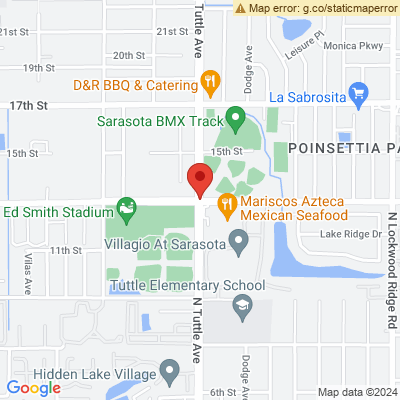 Map error: g.co/staticmaperror
21st St
Tuttle Ave
Leisure Pl
Monica Pkwy
20th St
19th St
Dodge Ave
D&R BBQ & Catering
17th St
La Sabrosita
Sarasota BMX Track
15th St
15th St
POINSETTIA PA
Ed Smith Stadium
Mariscos Azteca
Mexican Seafood
Lake Ridge Dr
11th St
Villagio At Sarasota
Vilas Ave
N Lockwood Ridge Rd
Tuttle Elementary School
N Tuttle Ave
Hidden Lake Village
Dodge Ave
6th St
Google
Map data ©2024